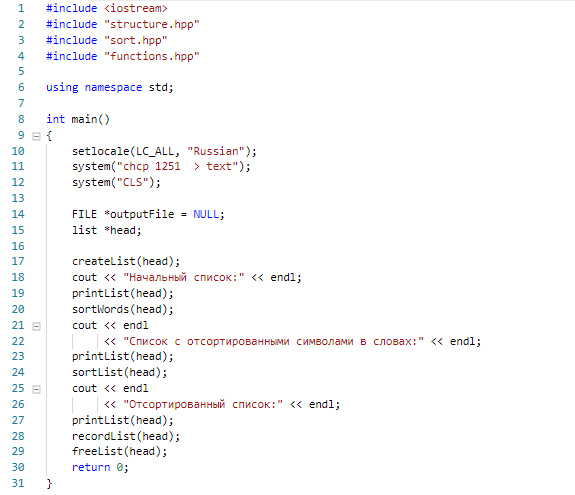 1 #include <iostream>
2 #include "structure.hpp"
3 #include "sort.hpp"
4 #include "functions.hpp"
5
6 using namespace std;
7
8 int main()
9 {
10 setlocale(LC_ALL, "Russian");
11 system("chcp 1251  > text");
12 system("CLS");
13
14 FILE *outputFile = NULL;
15 list *head;
16
17 createList(head);
18 cout << "Начальный список:" << endl;
19 printList(head);
20 sortWords(head);
21 cout << endl
22 << "Список с отсортированными символами в словах:" << endl;
23 printList(head);
24 sortList(head);
25 cout << endl
26 << "Отсортированный список:" << endl;
27 printList(head);
28 recordList(head);
29 freeList(head);
30 return 0;
31 }